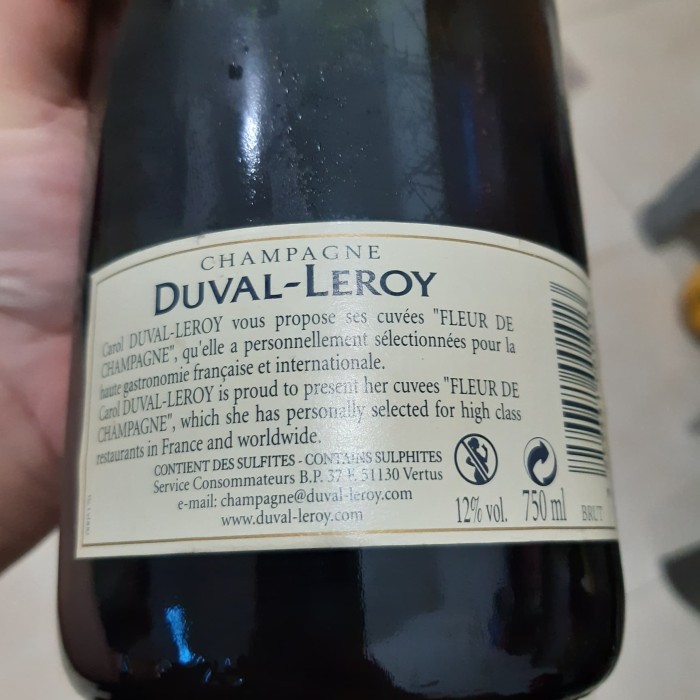 CHAMPAGNE
DUVAL-LEROY
Carol DUVAL-LEROY vous propose ses cuvées "FLEUR DE
CHAMPAGNE", qu'elle a personnellement sélectionnées pour la
haute gastronomie française et internationale.
Carol DUVAL-LEROY is proud to present her cuvees "FLEUR DE
CHAMPAGNE", which she has personally selected for high class
restaurants in France and worldwide.
CONTIENT DES SULFITES - CONTAINS SULPHITES
Service Consommateurs B.P. 37 F. 51130 Vertus
e-mail: champagne@duval-leroy.com
www.duval-leroy.com
12% vol. 750 ml BRUT